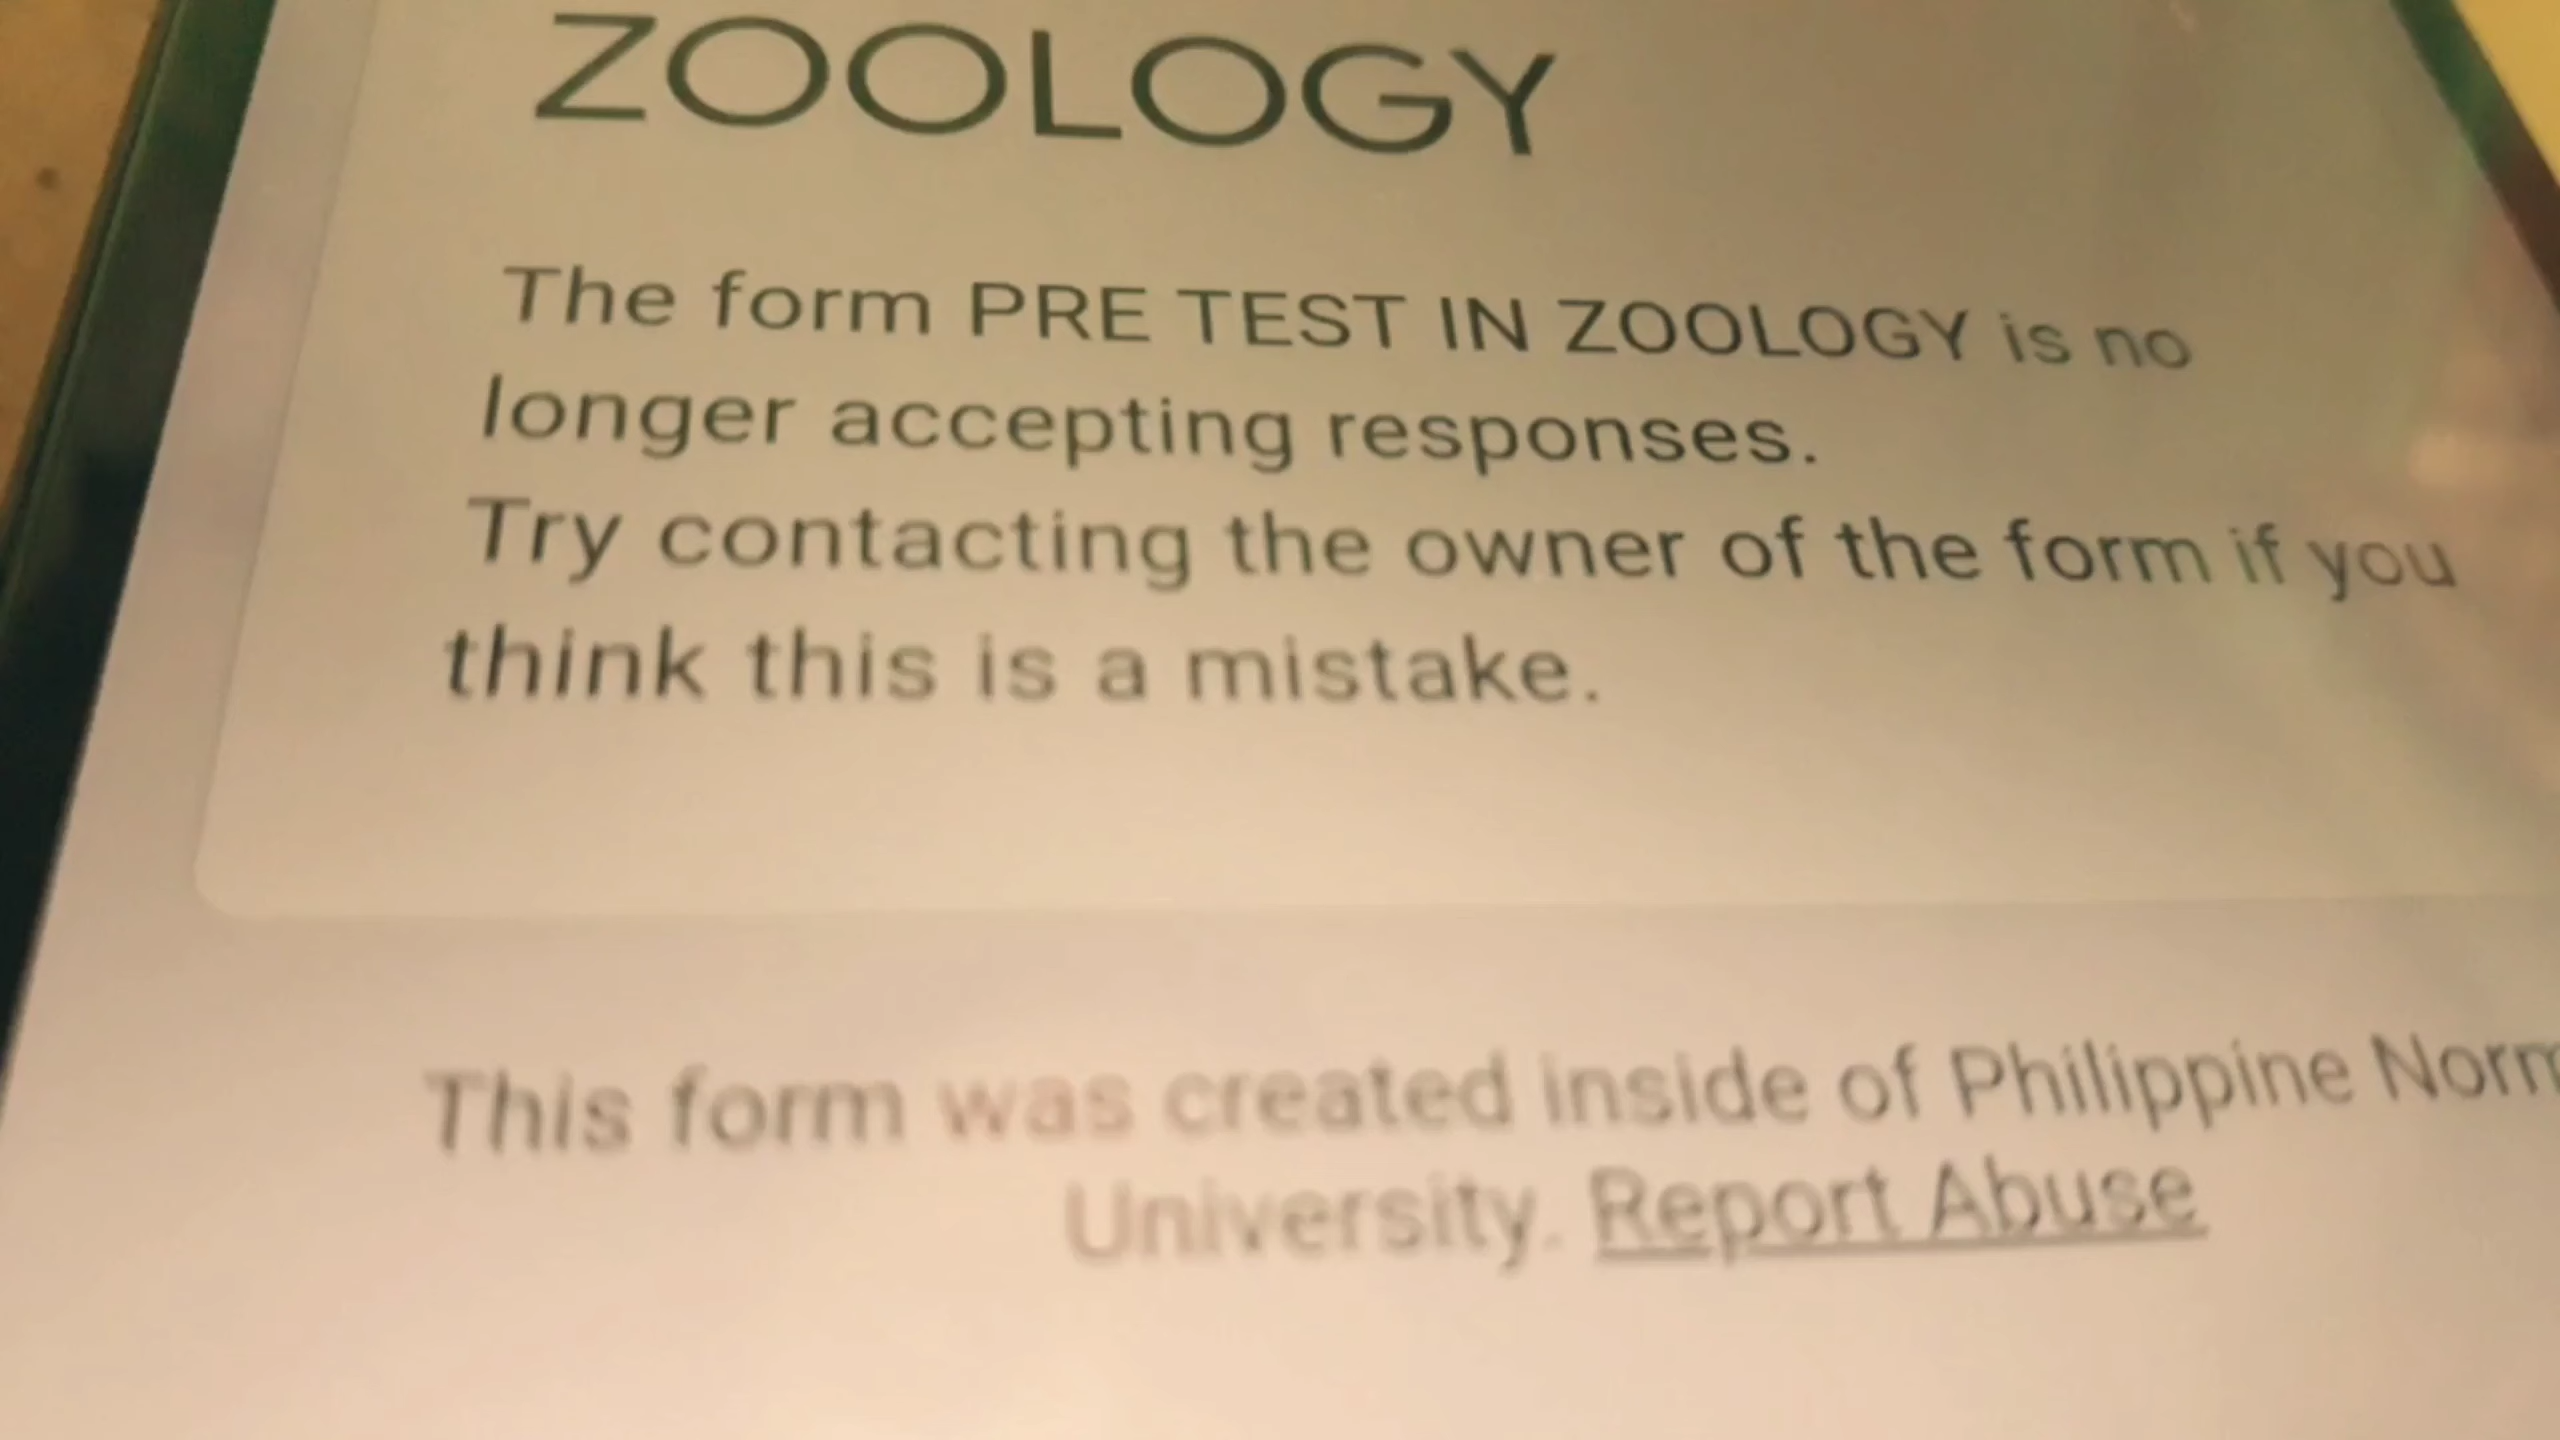 ZOOLOGY
The form PRE TEST IN ZOOLOGY is no
longer accepting responses.
Try contacting the owner of the form if you
think this is a mistake.
This form was created inside of Philippine Norm
University. Report Abuse